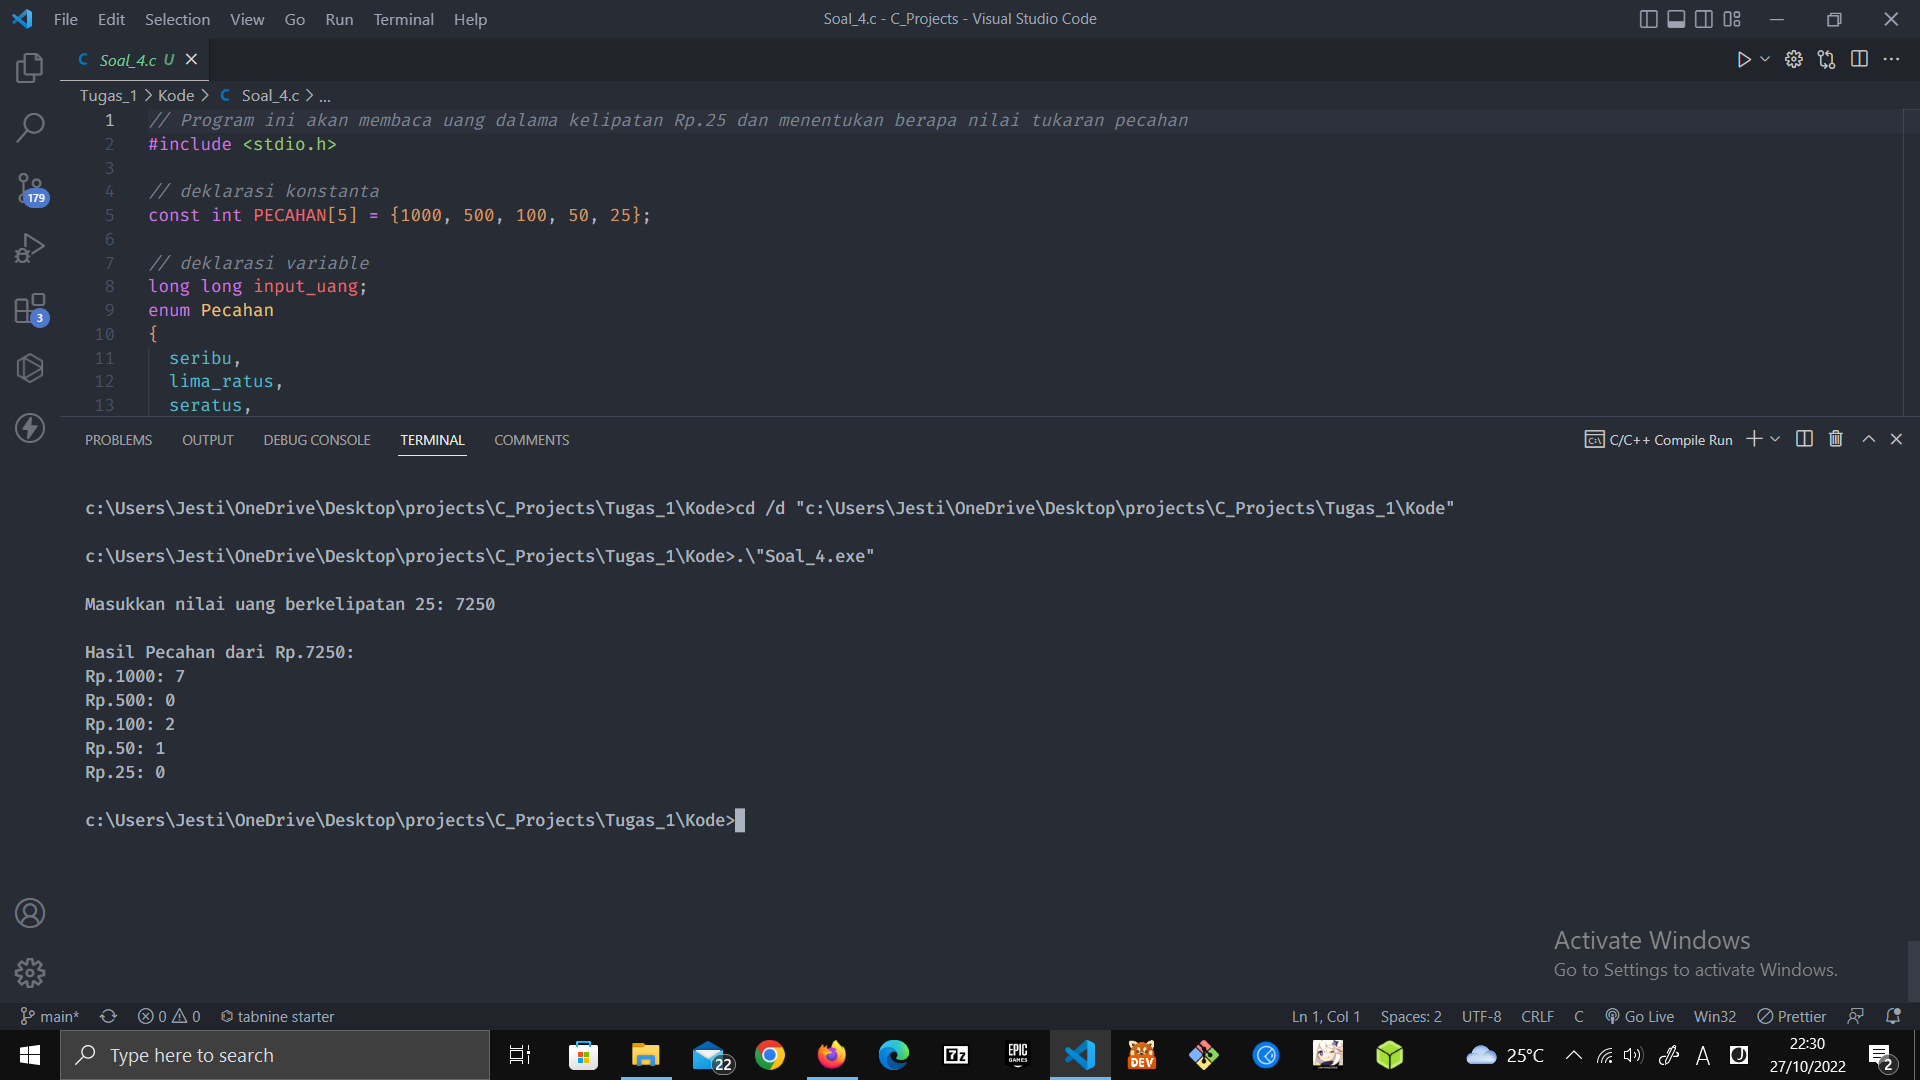 File Edit Selection View Go Run Terminal Help
Soal_4.c - C_Projects - Visual Studio Code
C Soal_4.c U
Tugas_1 > Kode > C Soal_4.c > ...
1 // Program ini akan membaca uang dalama kelipatan Rp.25 dan menentukan berapa nilai tukaran pecahan
2 #include <stdio.h>
3
4 // deklarasi konstanta
5 const int PECAHAN[5] = {1000, 500, 100, 50, 25};
6
7 // deklarasi variable
8 long long input_uang;
9 enum Pecahan
10 {
11 seribu,
12 lima_ratus,
13 seratus,
179
3
PROBLEMS OUTPUT DEBUG CONSOLE TERMINAL COMMENTS
C/C++ Compile Run
c:\Users\Jesti\OneDrive\Desktop\projects\C_Projects\Tugas_1\Kode>cd /d "c:\Users\Jesti\OneDrive\Desktop\projects\C_Projects\Tugas_1\Kode"
c:\Users\Jesti\OneDrive\Desktop\projects\C_Projects\Tugas_1\Kode>.\"Soal_4.exe"
Masukkan nilai uang berkelipatan 25: 7250
Hasil Pecahan dari Rp.7250:
Rp.1000: 7
Rp.500: 0
Rp.100: 2
Rp.50: 1
Rp.25: 0
c:\Users\Jesti\OneDrive\Desktop\projects\C_Projects\Tugas_1\Kode>
Activate Windows
Go to Settings to activate Windows.
main* 0 0 tabnine starter
Ln 1, Col 1 Spaces: 2 UTF-8 CRLF C Go Live Win32 Prettier
Type here to search
22
7z
EPIC GAMES
DEV
25°C
A
22:30
27/10/2022
2